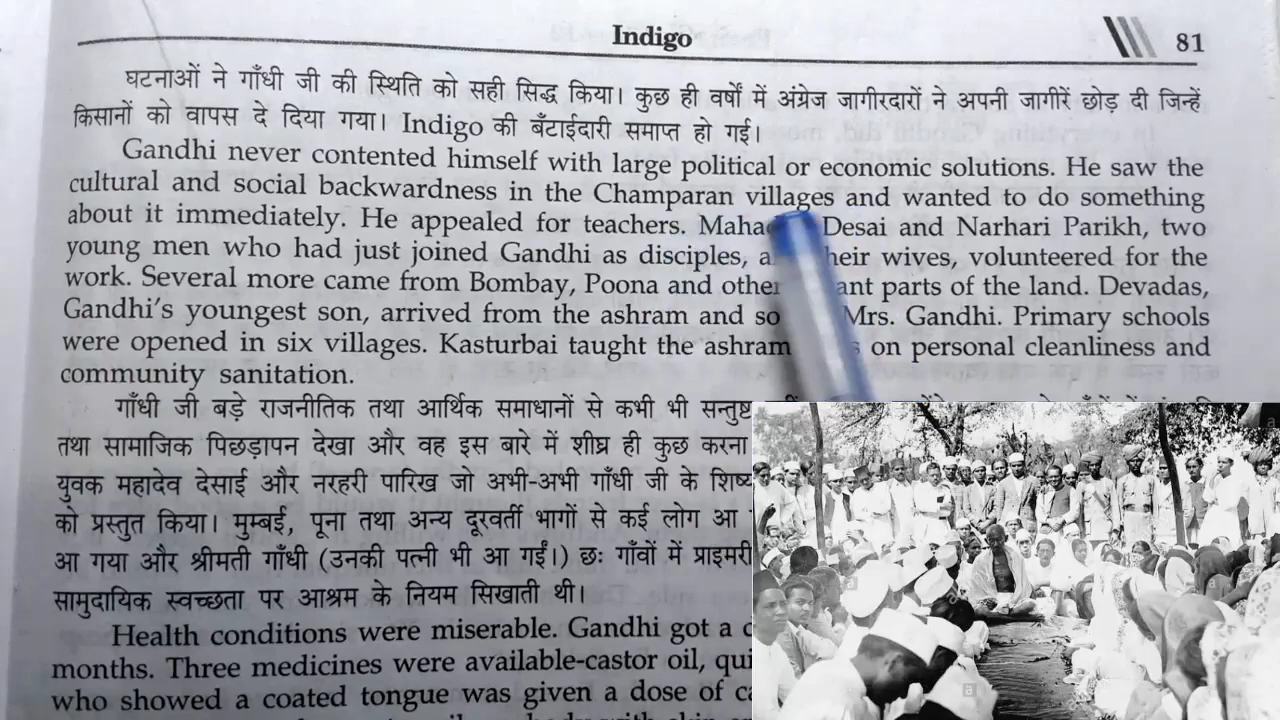 Indigo
81
घटनाओं ने गाँधी जी की स्थिति को सही सिद्ध किया। कुछ ही वर्षों में अंग्रेज जागीरदारों ने अपनी जागीरें छोड़ दी जिन्हें
किसानों को वापस दे दिया गया। Indigo की बँटाईदारी समाप्त हो गई।
Gandhi never contented himself with large political or economic solutions. He saw the
cultural and social backwardness in the Champaran villages and wanted to do something
about it immediately. He appealed for teachers. Desai and Narhari Parikh, two
young men who had just joined Gandhi as disciples, wives, volunteered for the
work. Several more came from Bombay, Poona and other parts of the land. Devadas,
Gandhi's youngest son, arrived from the ashram and so Mrs. Gandhi. Primary schools
were opened in six villages. Kasturbai taught the ashram on personal cleanliness and
community sanitation.
गाँधी जी बड़े राजनीतिक तथा आर्थिक समाधानों से कभी भी सन्तुष्ट
तथा सामाजिक पिछड़ापन देखा और वह इस बारे में शीघ्र ही कुछ करना
युवक महादेव देसाई और नरहरी पारिख जो अभी-अभी गाँधी जी के शिष्य
को प्रस्तुत किया। मुम्बई, पूना तथा अन्य दूरवर्ती भागों से कई लोग आ
आ गया और श्रीमती गाँधी (उनकी पत्नी भी आ गईं।) छः गाँवों में प्राइमरी
सामुदायिक स्वच्छता पर आश्रम के नियम सिखाती थी।
Health conditions were miserable. Gandhi got a
months. Three medicines were available-castor oil,
who showed a coated tongue was given a dose of